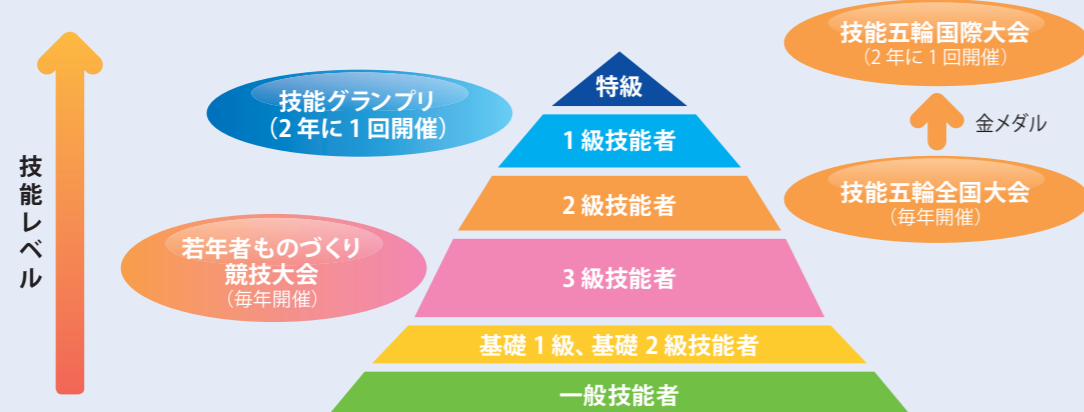 技能レベル
技能グランプリ
（2年に1回開催）
若年者ものづくり
競技大会
（毎年開催）
特級
1級技能者
2級技能者
3級技能者
基礎1級、基礎2級技能者
一般技能者
技能五輪国際大会
（2年に1回開催）
金メダル
技能五輪全国大会
（毎年開催）